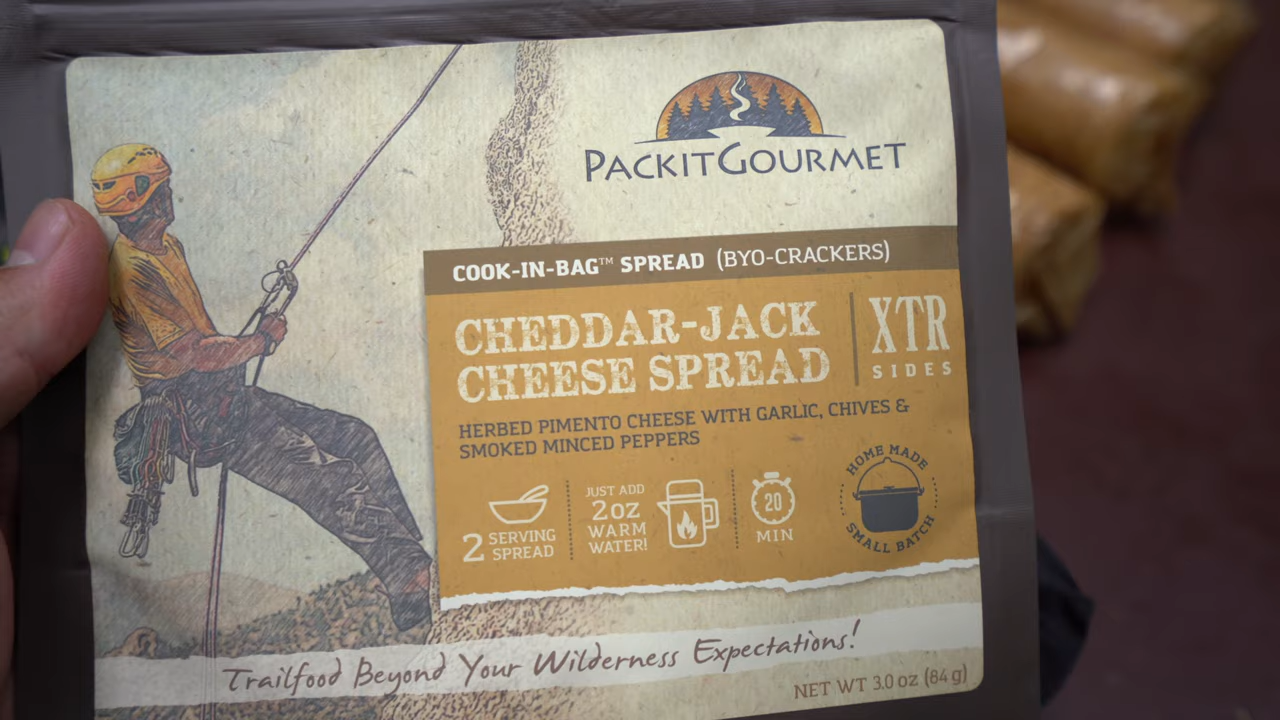 PACKITGOURMET
COOK-IN-BAG™ SPREAD (BYO-CRACKERS)
CHEDDAR-JACK
CHEESE SPREAD
XTR
SIDES
HERBED PIMENTO CHEESE WITH GARLIC, CHIVES &
SMOKED MINCED PEPPERS
2 SERVING
SPREAD
JUST ADD
2oz
WARM
WATER!
20
MIN
HOME MADE
SMALL BATCH
Trailfood Beyond Your Wilderness Expectations!
NET WT 3.0 oz (84 g)